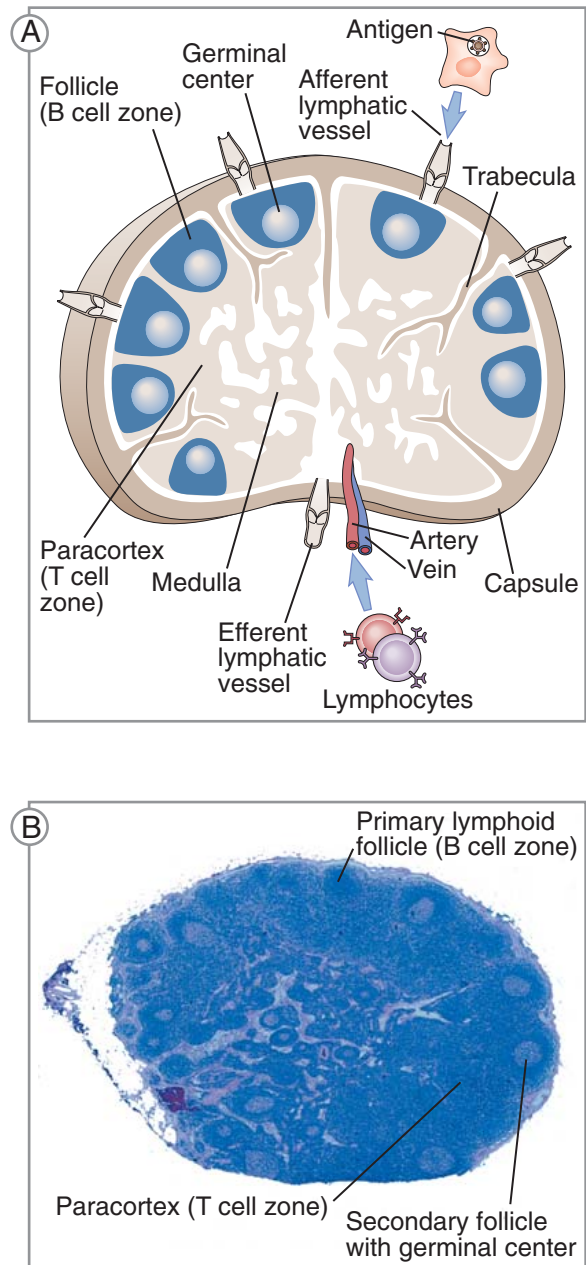 A
Antigen
Germinal
center
Afferent
lymphatic
vessel
Follicle
(B cell zone)
Trabecula
Paracortex
(T cell
zone)
Medulla
Artery
Vein
Capsule
Efferent
lymphatic
vessel
Lymphocytes
B
Primary lymphoid
follicle (B cell zone)
Paracortex (T cell zone)
Secondary follicle
with germinal center